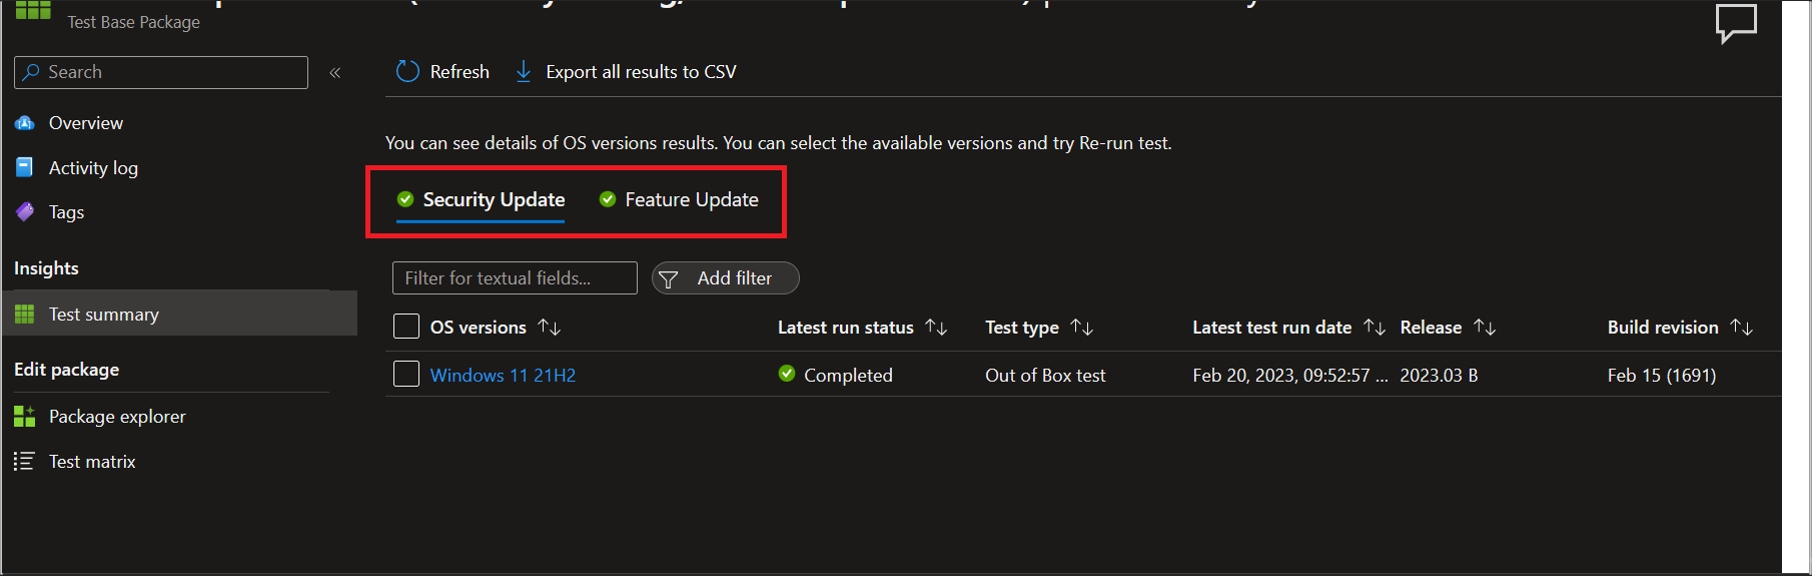 Test Base Package
Search
«
Overview
Activity log
Tags
Insights
Test summary
Edit package
Package explorer
Test matrix
Refresh
Export all results to CSV
You can see details of OS versions results. You can select the available versions and try Re-run test.
Security Update
Feature Update
Filter for textual fields...
Add filter
OS versions ↑↓ Latest run status ↑↓ Test type ↑↓ Latest test run date ↑↓ Release ↑↓ Build revision ↑↓
Windows 11 21H2 Completed Out of Box test Feb 20, 2023, 09:52:57 ... 2023.03 B Feb 15 (1691)